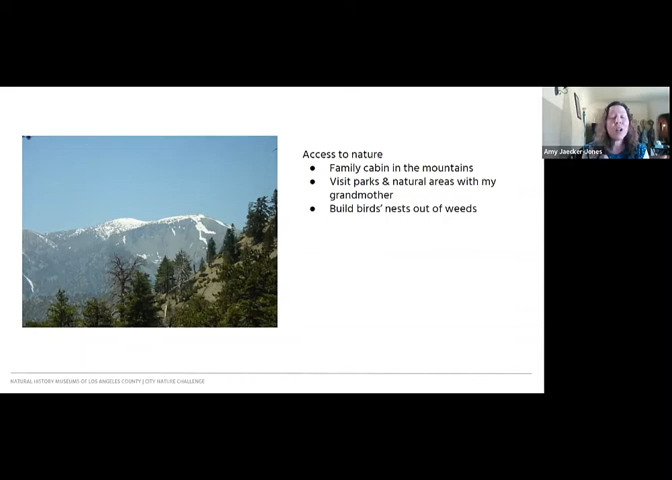 Access to nature
● Family cabin in the mountains
● Visit parks & natural areas with my
grandmother
● Build birds' nests out of weeds
Amy Jaecker-Jones
NATURAL HISTORY MUSEUMS OF LOS ANGELES COUNTY | CITY NATURE CHALLENGE